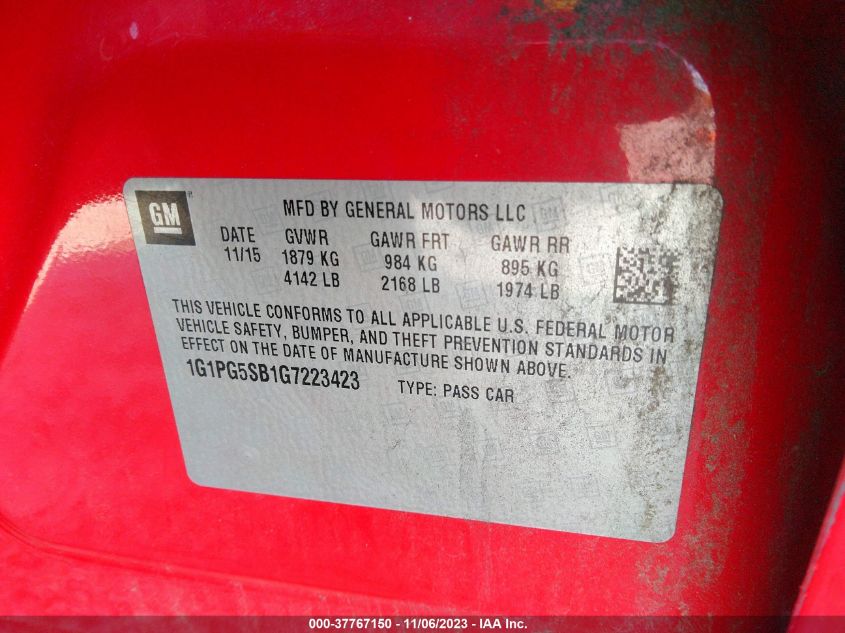 GM
MFD BY GENERAL MOTORS LLC
DATE GVWR GAWR FRT GAWR RR
11/15 1879 KG 984 KG 895 KG
4142 LB 2168 LB 1974 LB
THIS VEHICLE CONFORMS TO ALL APPLICABLE U.S. FEDERAL MOTOR
VEHICLE SAFETY, BUMPER, AND THEFT PREVENTION STANDARDS IN
EFFECT ON THE DATE OF MANUFACTURE SHOWN ABOVE.
1G1PG5SB1G7223423 TYPE: PASS CAR
000-37767150 - 11/06/2023 - IAA Inc.